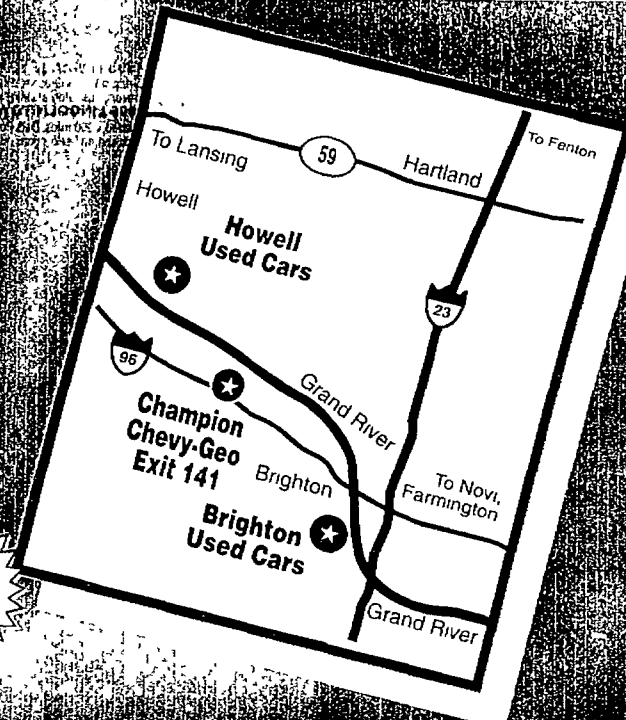 To Fenton
To Lansing
59
Hartland
Howell
Howell
Used Cars
23
96
Grand River
Champion
Chevy-Geo
Exit 141
Brighton
To Novi,
Farmington
Brighton
Used Cars
Grand River